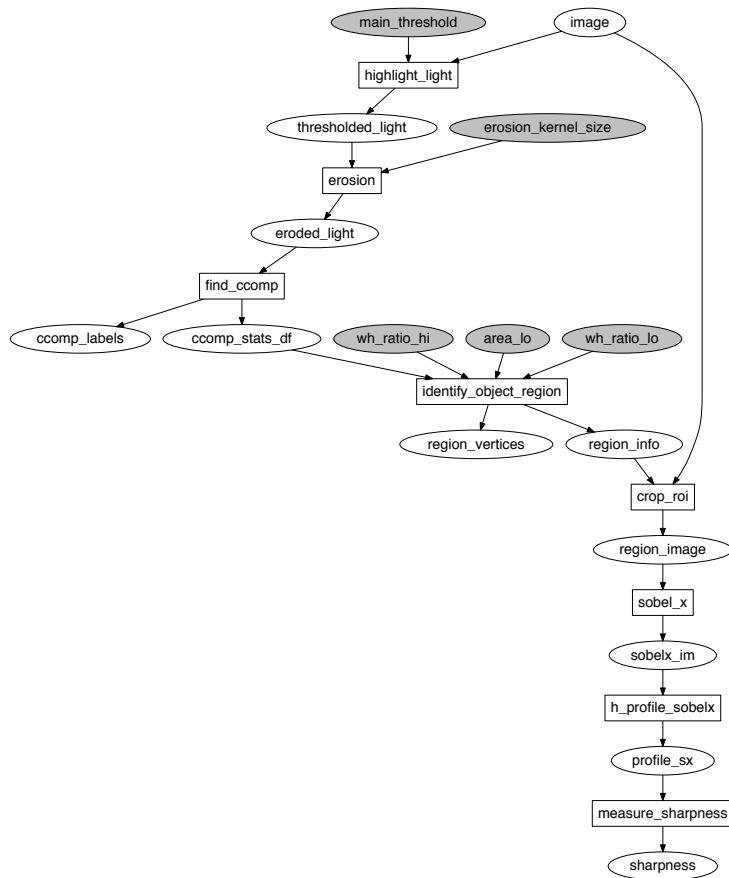 main_threshold
image
highlight_light
thresholded_light
erosion_kernel_size
erosion
eroded_light
find_ccomp
ccomp_labels
ccomp_stats_df
wh_ratio_hi
area_lo
wh_ratio_lo
identify_object_region
region_vertices
region_info
crop_roi
region_image
sobel_x
sobelx_im
h_profile_sobelx
profile_sx
measure_sharpness
sharpness